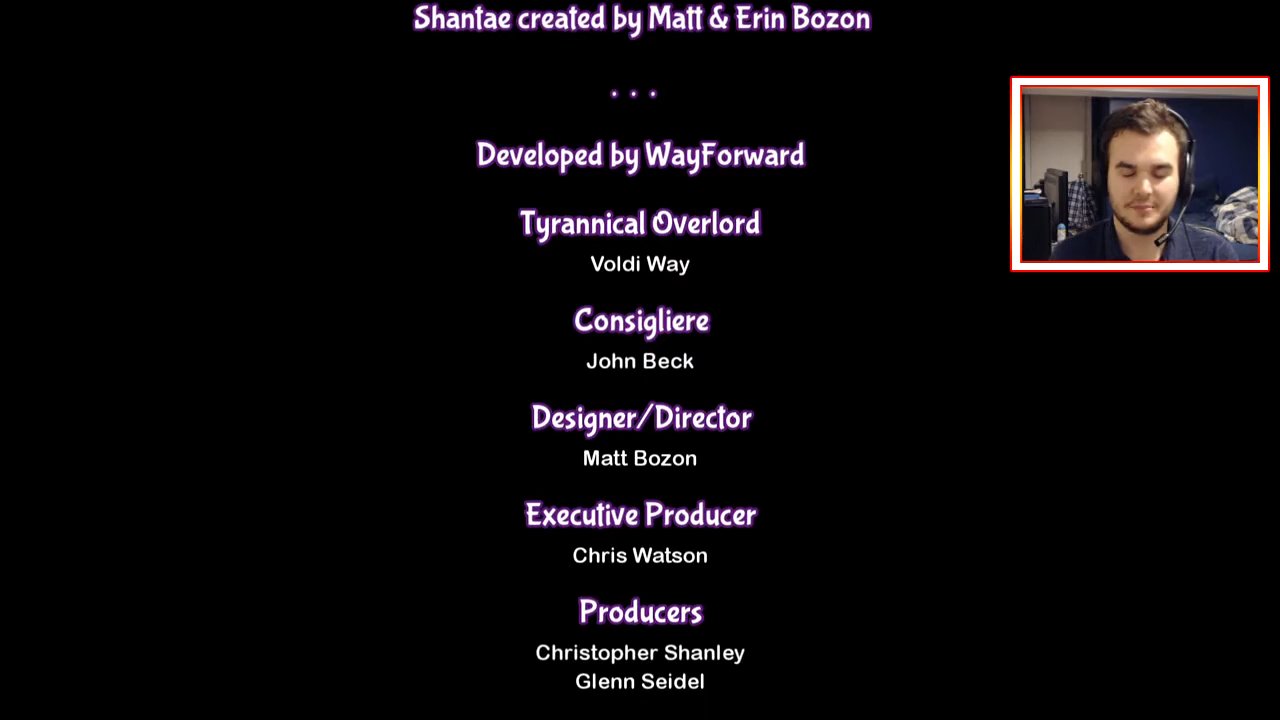 Shantae created by Matt & Erin Bozon
. . .
Developed by WayForward
Tyrannical Overlord
Voldi Way
Consigliere
John Beck
Designer/Director
Matt Bozon
Executive Producer
Chris Watson
Producers
Christopher Shanley
Glenn Seidel